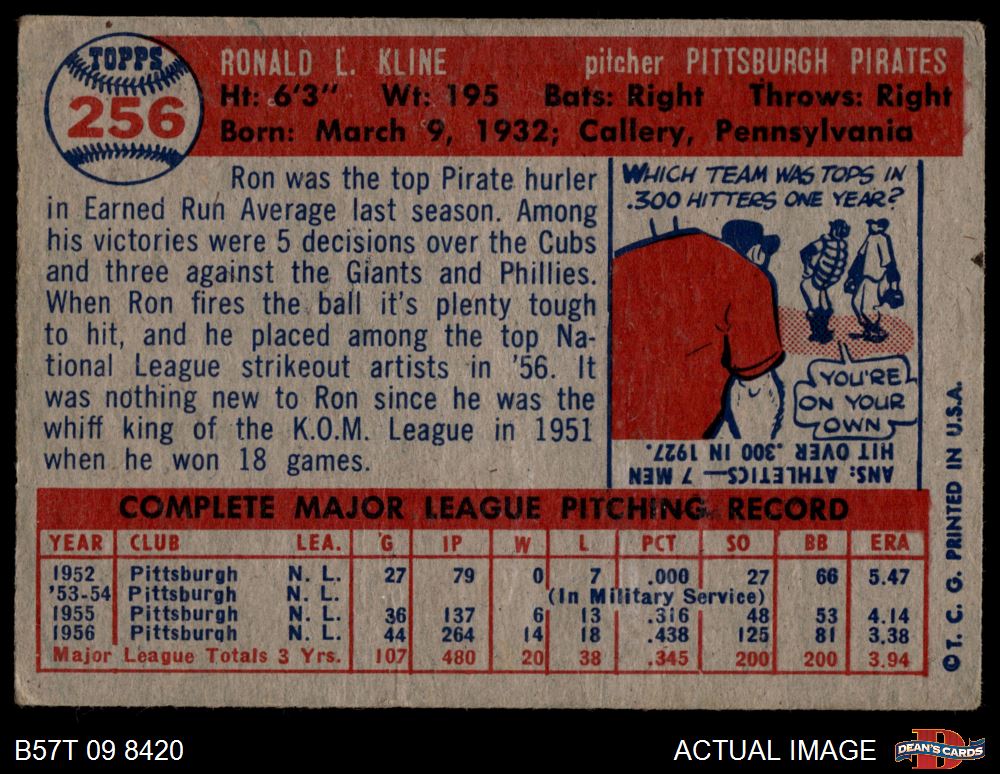 TOPPS
256
RONALD L. KLINE pitcher PITTSBURGH PIRATES
Ht: 6'3" Wt: 195 Bats: Right Throws: Right
Born: March 9, 1932; Callery, Pennsylvania
Ron was the top Pirate hurler
in Earned Run Average last season. Among
his victories were 5 decisions over the Cubs
and three against the Giants and Phillies.
When Ron fires the ball it's plenty tough
to hit, and he placed among the top Na-
tional League strikeout artists in '56. It
was nothing new to Ron since he was the
whiff king of the K.O.M. League in 1951
when he won 18 games.
WHICH TEAM WAS TOPS IN
.300 HITTERS ONE YEAR?
YOU'RE
ON YOUR
OWN
ANS: ATHLETICS—7 MEN
HIT OVER .300 IN 1927.
COMPLETE MAJOR LEAGUE PITCHING RECORD
YEAR CLUB LEA. G IP W L PCT SO BB ERA
1952 Pittsburgh N. L. 27 79 0 7 .000 27 66 5.47
'53-54 Pittsburgh N. L. (In Military Service)
1955 Pittsburgh N. L. 36 137 6 13 .316 48 53 4.14
1956 Pittsburgh N. L. 44 264 14 18 .438 125 81 3.38
Major League Totals 3 Yrs. 107 480 20 38 .345 200 200 3.94
©T. C. G. PRINTED IN U.S.A.
B57T 09 8420 ACTUAL IMAGE
D
DEAN'S CARDS